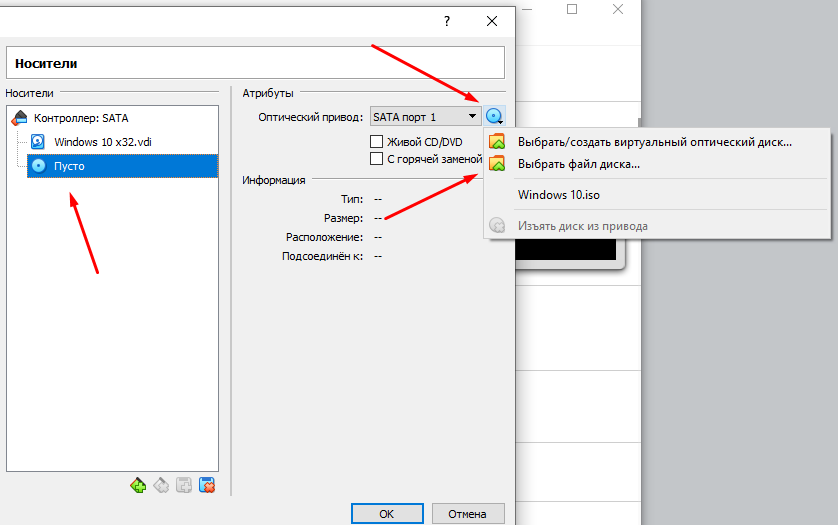 ?
Носители
Носители
Контроллер: SATA
Windows 10 x32.vdi
Пусто
Атрибуты
Оптический привод: SATA порт 1
Живой CD/DVD
С горячей заменой
Информация
Тип: --
Размер: --
Расположение: --
Подсоединён к: --
Выбрать/создать виртуальный оптический диск...
Выбрать файл диска...
Windows 10.iso
Изъять диск из привода
OK
Отмена